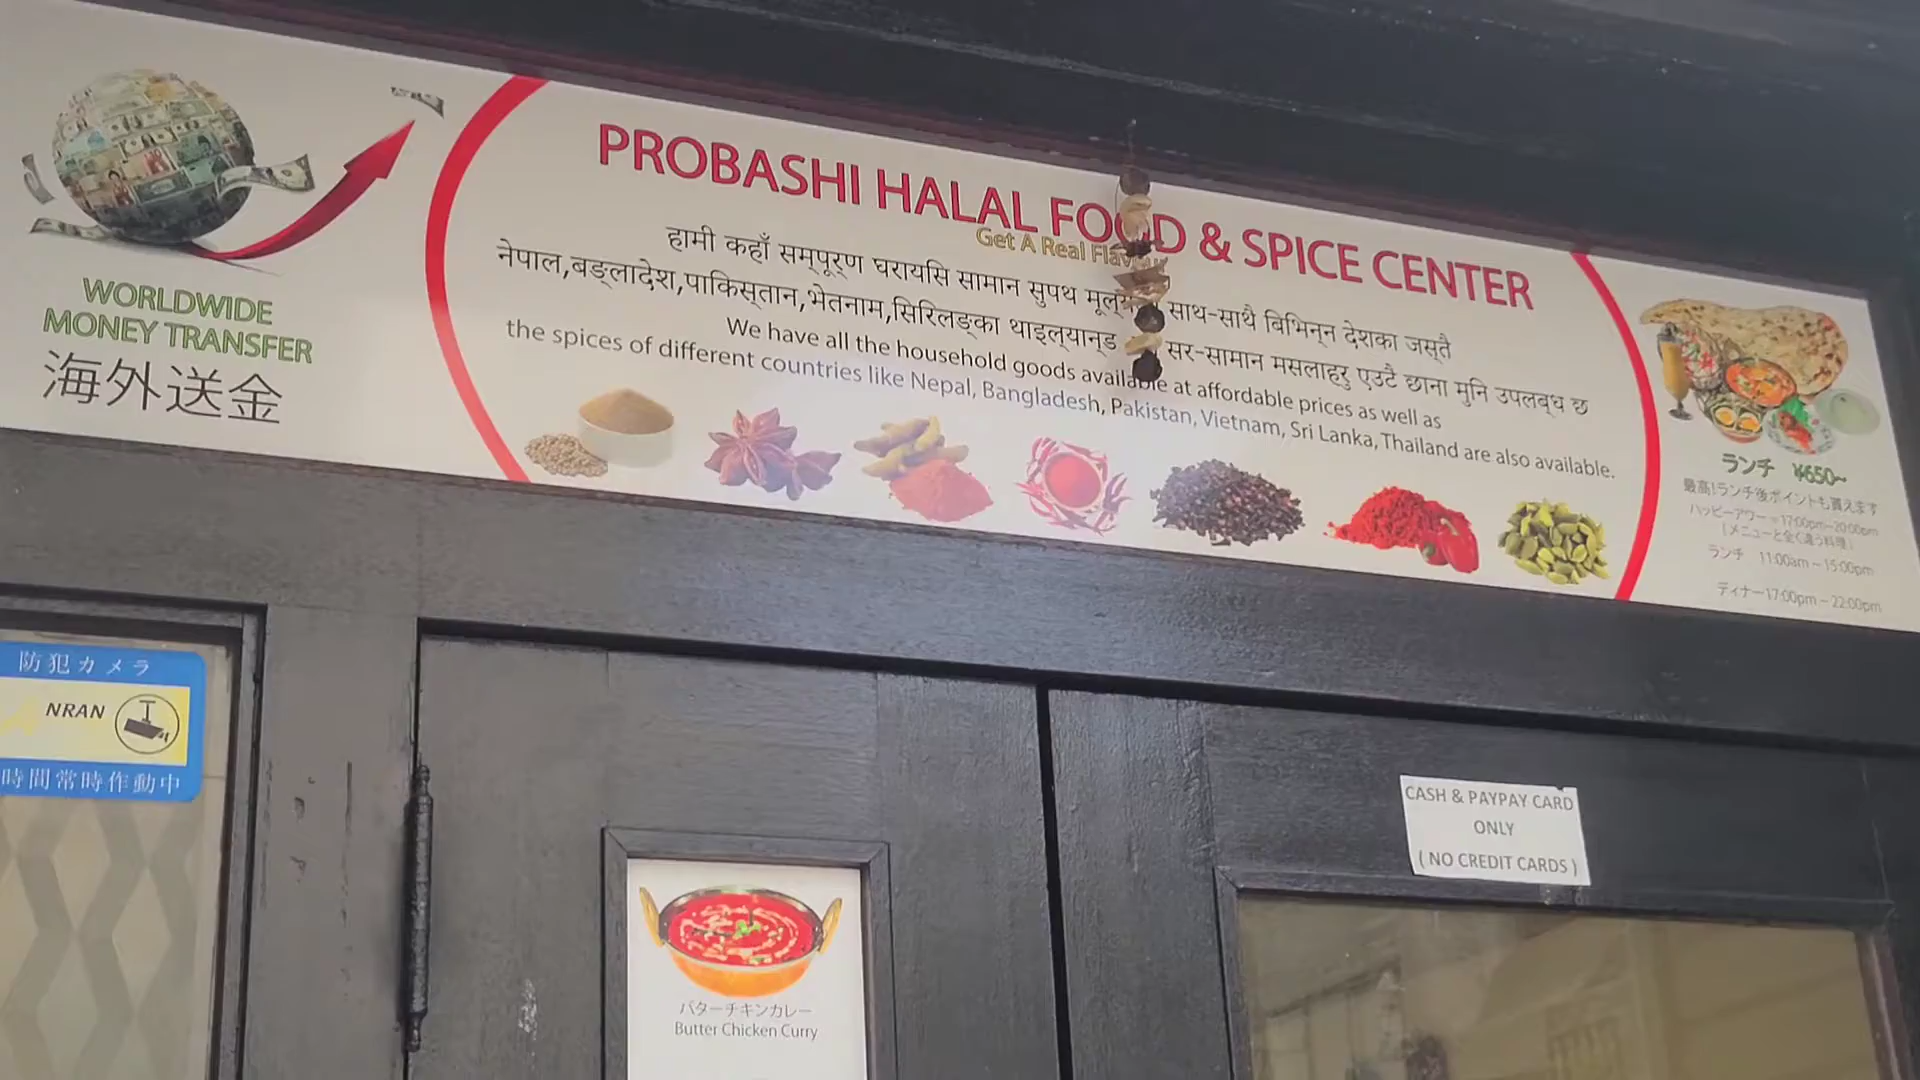 WORLDWIDE
MONEY TRANSFER
海外送金
PROBASHI HALAL FOOD & SPICE CENTER
Get A Real Flavour
हामी कहाँ सम्पूर्ण घरायसि सामान सुपथ मूल्य साथ-साथै बिभिन्न देशका जस्तै
नेपाल,बङ्लादेश,पाकिस्तान,भेतनाम,सिरिलङ्का थाइल्यान्ड सर-सामान मसलाहरु एउटै छाना मुनि उपलब्ध छ
We have all the household goods available at affordable prices as well as
the spices of different countries like Nepal, Bangladesh, Pakistan, Vietnam, Sri Lanka, Thailand are also available.
ランチ ¥650~
最高!ランチ後ポイントも貰えます
ハッピーアワー=17:00pm~20:00pm
(メニューと全く違う料理)
ランチ 11:00am~15:00pm
ディナー17:00pm~22:00pm
防犯カメラ
NRAN
時間常時作動中
CASH & PAYPAY CARD
ONLY
( NO CREDIT CARDS )
バターチキンカレー
Butter Chicken Curry